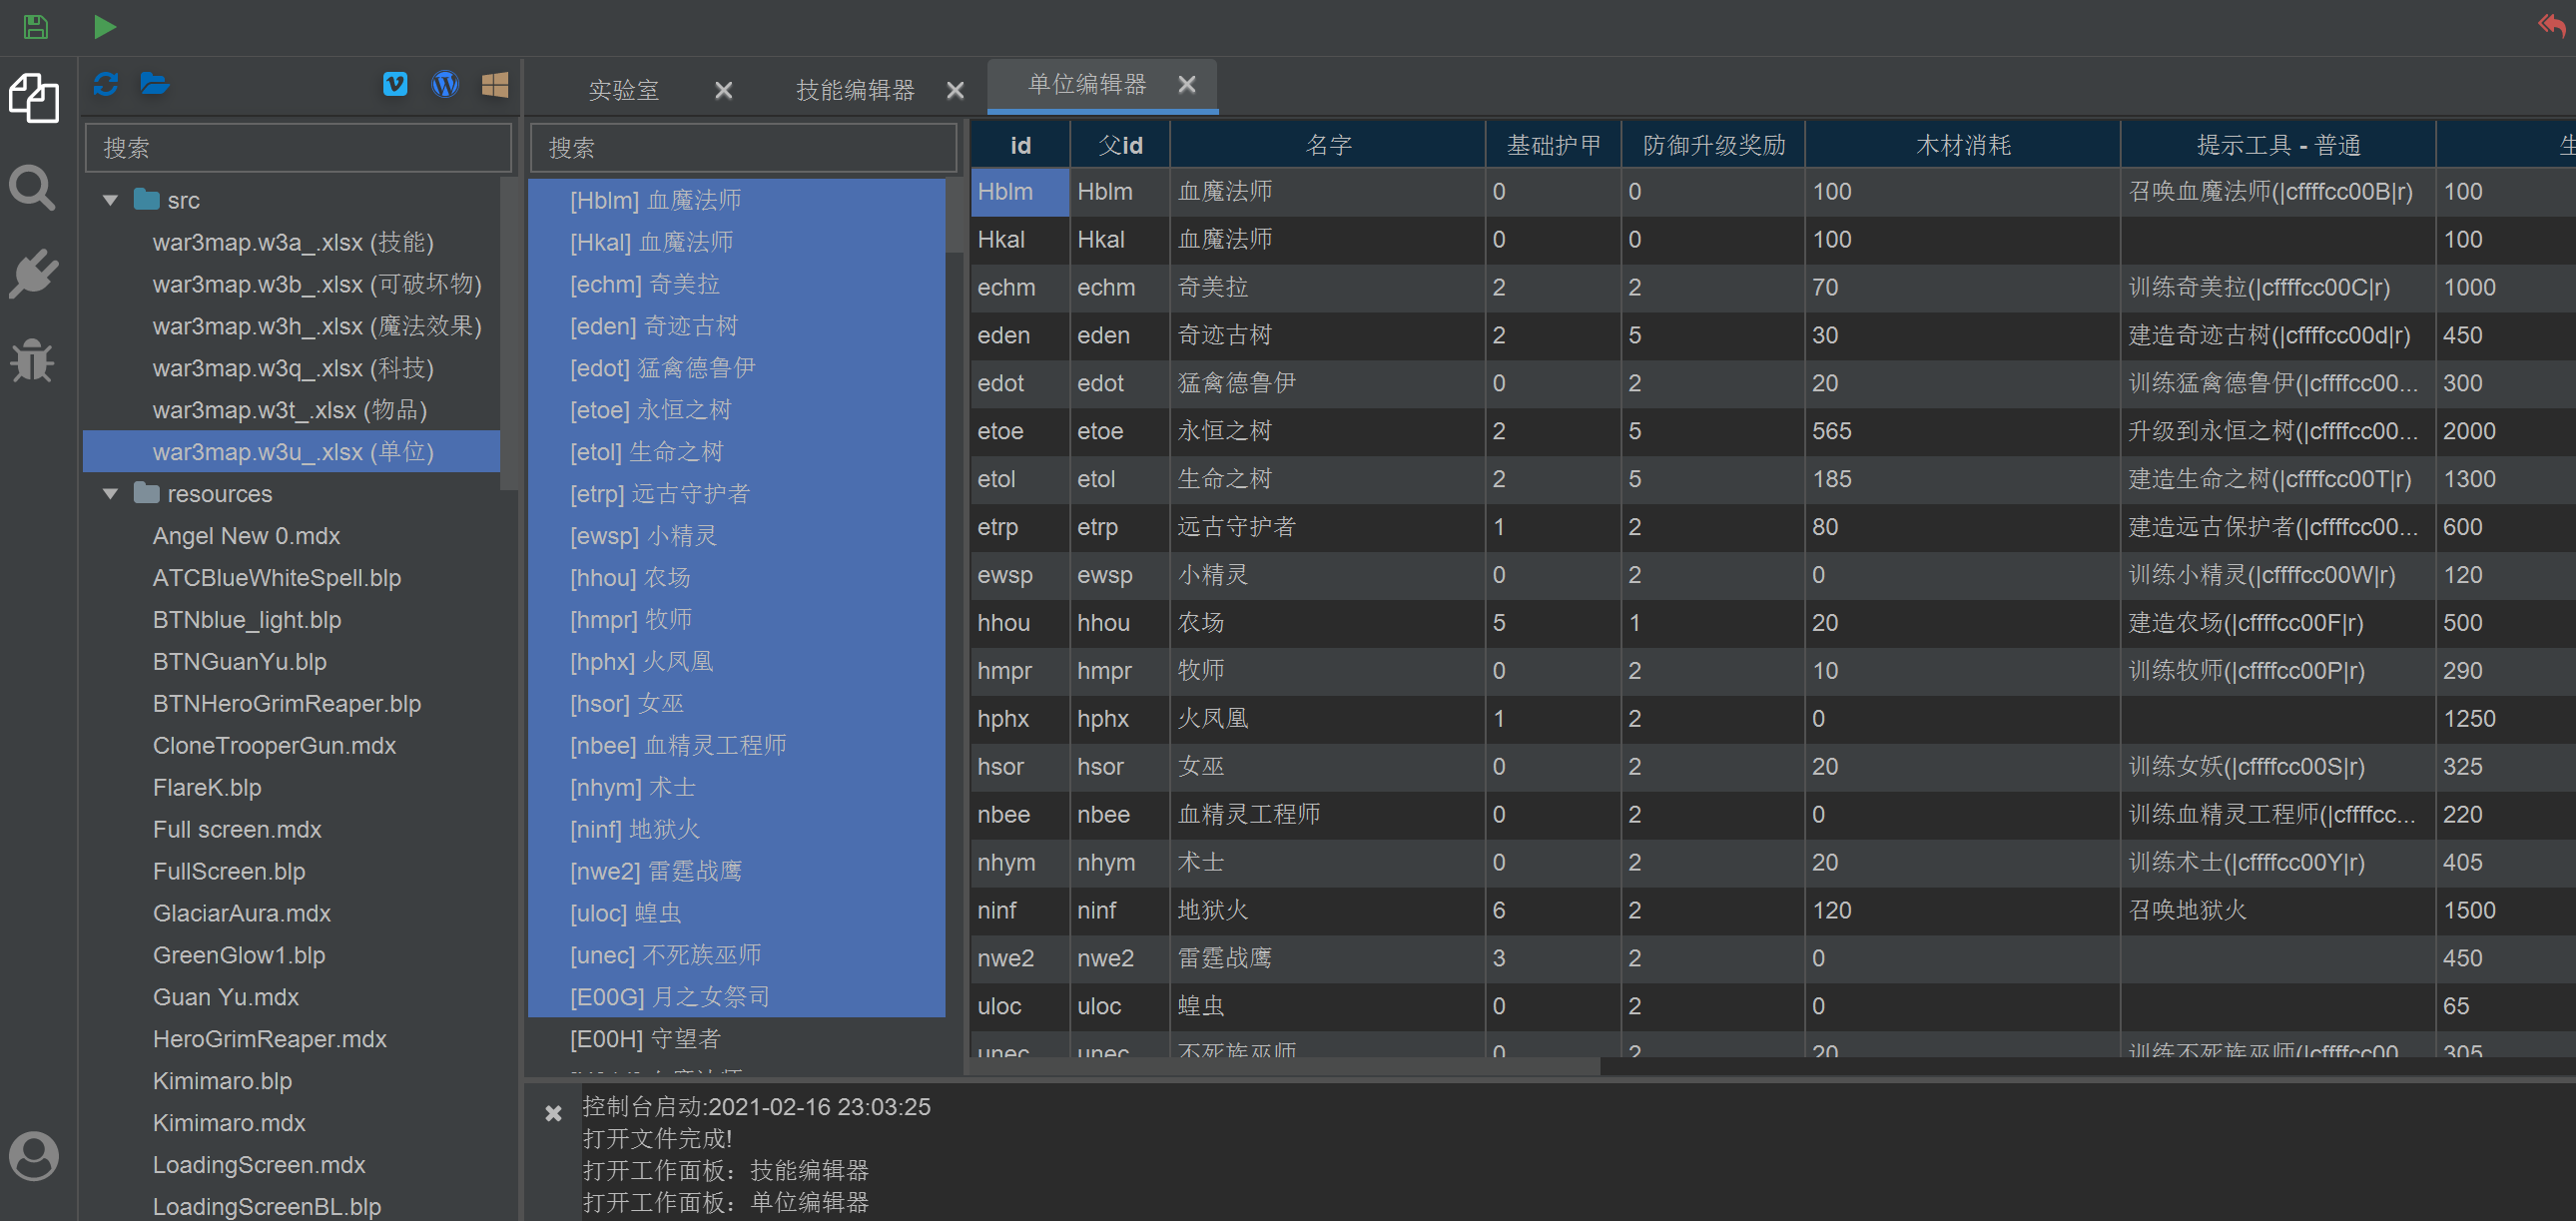 实验室
技能编辑器
单位编辑器
搜索
src
war3map.w3a_.xlsx (技能)
war3map.w3b_.xlsx (可破坏物)
war3map.w3h_.xlsx (魔法效果)
war3map.w3q_.xlsx (科技)
war3map.w3t_.xlsx (物品)
war3map.w3u_.xlsx (单位)
resources
Angel New 0.mdx
ATCBlueWhiteSpell.blp
BTNblue_light.blp
BTNGuanYu.blp
BTNHeroGrimReaper.blp
CloneTrooperGun.mdx
FlareK.blp
Full screen.mdx
FullScreen.blp
GlaciarAura.mdx
GreenGlow1.blp
Guan Yu.mdx
HeroGrimReaper.mdx
Kimimaro.blp
Kimimaro.mdx
LoadingScreen.mdx
LoadingScreenBL.blp
搜索
[Hblm] 血魔法师
[Hkal] 血魔法师
[echm] 奇美拉
[eden] 奇迹古树
[edot] 猛禽德鲁伊
[etoe] 永恒之树
[etol] 生命之树
[etrp] 远古守护者
[ewsp] 小精灵
[hhou] 农场
[hmpr] 牧师
[hphx] 火凤凰
[hsor] 女巫
[nbee] 血精灵工程师
[nhym] 术士
[ninf] 地狱火
[nwe2] 雷霆战鹰
[uloc] 蝗虫
[unec] 不死族巫师
[E00G] 月之女祭司
[E00H] 守望者
id 父id 名字 基础护甲 防御升级奖励 木材消耗 提示工具 - 普通 生
Hblm Hblm 血魔法师 0 0 100 召唤血魔法师(|cffffcc00B|r) 100
Hkal Hkal 血魔法师 0 0 100 100
echm echm 奇美拉 2 2 70 训练奇美拉(|cffffcc00C|r) 1000
eden eden 奇迹古树 2 5 30 建造奇迹古树(|cffffcc00d|r) 450
edot edot 猛禽德鲁伊 0 2 20 训练猛禽德鲁伊(|cffffcc00... 300
etoe etoe 永恒之树 2 5 565 升级到永恒之树(|cffffcc00... 2000
etol etol 生命之树 2 5 185 建造生命之树(|cffffcc00T|r) 1300
etrp etrp 远古守护者 1 2 80 建造远古保护者(|cffffcc00... 600
ewsp ewsp 小精灵 0 2 0 训练小精灵(|cffffcc00W|r) 120
hhou hhou 农场 5 1 20 建造农场(|cffffcc00F|r) 500
hmpr hmpr 牧师 0 2 10 训练牧师(|cffffcc00P|r) 290
hphx hphx 火凤凰 1 2 0 1250
hsor hsor 女巫 0 2 20 训练女妖(|cffffcc00S|r) 325
nbee nbee 血精灵工程师 0 2 0 训练血精灵工程师(|cffffcc... 220
nhym nhym 术士 0 2 20 训练术士(|cffffcc00Y|r) 405
ninf ninf 地狱火 6 2 120 召唤地狱火 1500
nwe2 nwe2 雷霆战鹰 3 2 0 450
uloc uloc 蝗虫 0 2 0 65
unec unec 不死族巫师 0 2 20 训练不死族巫师(|cffffcc00 305
控制台启动:2021-02-16 23:03:25
打开文件完成!
打开工作面板：技能编辑器
打开工作面板：单位编辑器